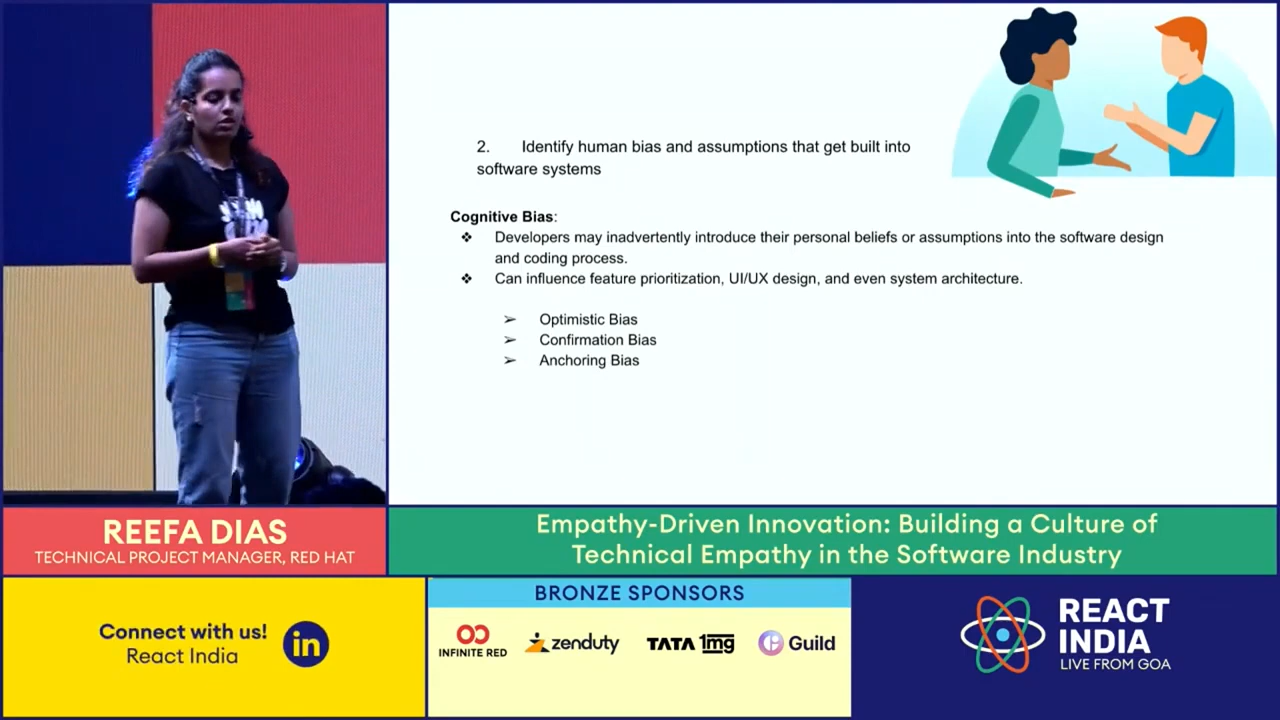 2. Identify human bias and assumptions that get built into
software systems
Cognitive Bias:
❖ Developers may inadvertently introduce their personal beliefs or assumptions into the software design
and coding process.
❖ Can influence feature prioritization, UI/UX design, and even system architecture.
➢ Optimistic Bias
➢ Confirmation Bias
➢ Anchoring Bias
REEFA DIAS
TECHNICAL PROJECT MANAGER, RED HAT
Empathy-Driven Innovation: Building a Culture of
Technical Empathy in the Software Industry
Connect with us!
React India
in
BRONZE SPONSORS
INFINITE RED
zenduty
TATA 1mg
Guild
REACT
INDIA
LIVE FROM GOA